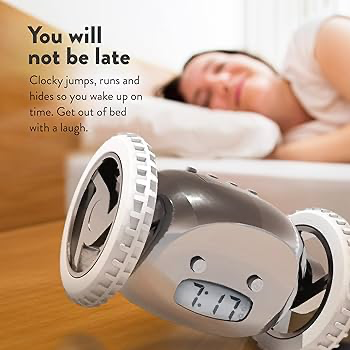 You will
not be late
Clocky jumps, runs and
hides so you wake up on
time. Get out of bed
with a laugh.
7:17